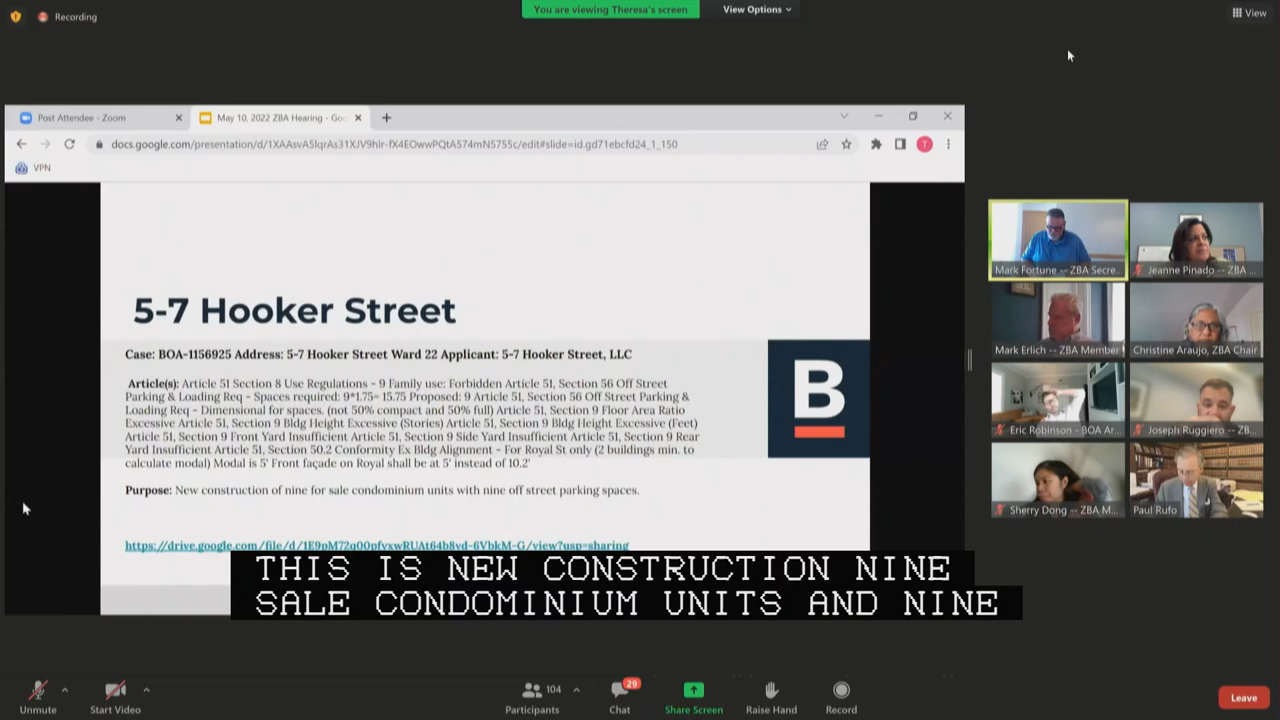 Recording
You are viewing Theresa's screen
View Options
View
Post Attendee - Zoom
May 10, 2022 ZBA Hearing - Goo
docs.google.com/presentation/d/1XAAsvA5lqrAs31XJV9hIr-fX4EOwwPQtA574mN5755c/edit#slide=id.gd71ebcfd24_1_150
T
VPN
5-7 Hooker Street
Case: BOA-1156925 Address: 5-7 Hooker Street Ward 22 Applicant: 5-7 Hooker Street, LLC
Article(s): Article 51 Section 8 Use Regulations - 9 Family use: Forbidden Article 51, Section 56 Off Street
Parking & Loading Req - Spaces required: 9*1.75= 15.75 Proposed: 9 Article 51, Section 56 Off Street Parking &
Loading Req - Dimensional for spaces. (not 50% compact and 50% full) Article 51, Section 9 Floor Area Ratio
Excessive Article 51, Section 9 Bldg Height Excessive (Stories) Article 51, Section 9 Bldg Height Excessive (Feet)
Article 51, Section 9 Front Yard Insufficient Article 51, Section 9 Side Yard Insufficient Article 51, Section 9 Rear
Yard Insufficient Article 51, Section 50.2 Conformity Ex Bldg Alignment - For Royal St only (2 buildings min. to
calculate modal) Modal is 5' Front façade on Royal shall be at 5' instead of 10.2'
Purpose: New construction of nine for sale condominium units with nine off street parking spaces.
B
THIS IS NEW CONSTRUCTION NINE
SALE CONDOMINIUM UNITS AND NINE
Mark Fortune -- ZBA Secre...
Jeanne Pinado -- ZBA ...
Mark Erlich -- ZBA Member
Christine Araujo, ZBA Chair
Eric Robinson - BOA Ar...
Joseph Ruggiero -- ZB...
Sherry Dong -- ZBA M...
Paul Rufo
Unmute
Start Video
104
Participants
29
Chat
Share Screen
Raise Hand
Record
Leave